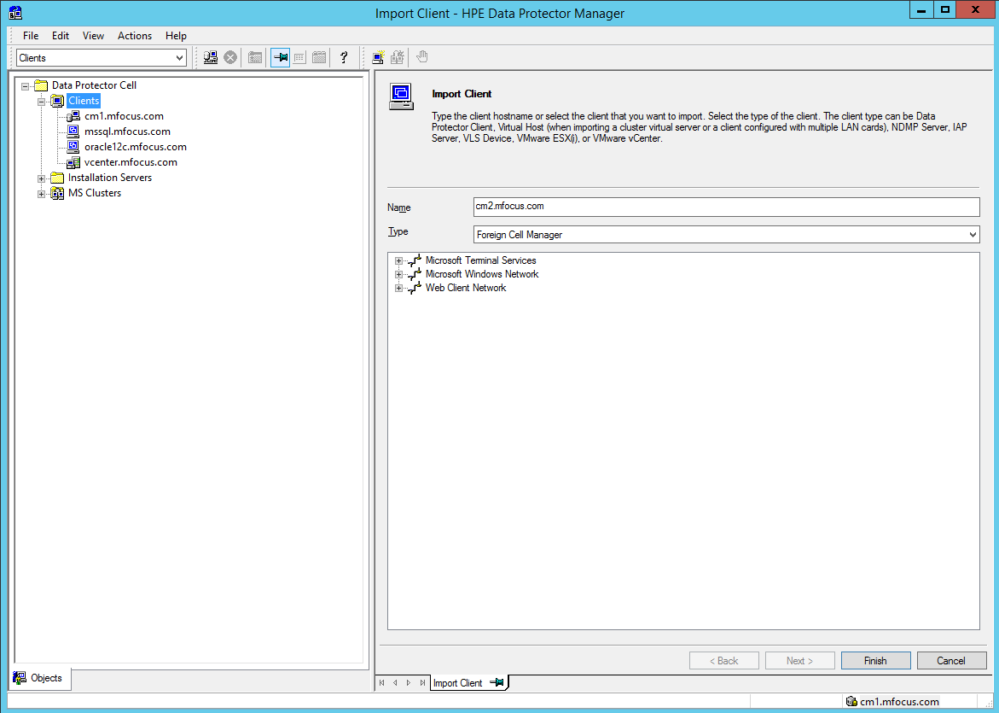 Import Client - HPE Data Protector Manager
File Edit View Actions Help
Clients
?
Data Protector Cell
Clients
cm1.mfocus.com
mssql.mfocus.com
oracle12c.mfocus.com
vcenter.mfocus.com
Installation Servers
MS Clusters
Objects
Import Client
Type the client hostname or select the client that you want to import. Select the type of the client. The client type can be Data
Protector Client, Virtual Host (when importing a cluster virtual server or a client configured with multiple LAN cards), NDMP Server, IAP
Server, VLS Device, VMware ESX(i), or VMware vCenter.
Name cm2.mfocus.com
Type Foreign Cell Manager
Microsoft Terminal Services
Microsoft Windows Network
Web Client Network
< Back Next > Finish Cancel
Import Client
cm1.mfocus.com